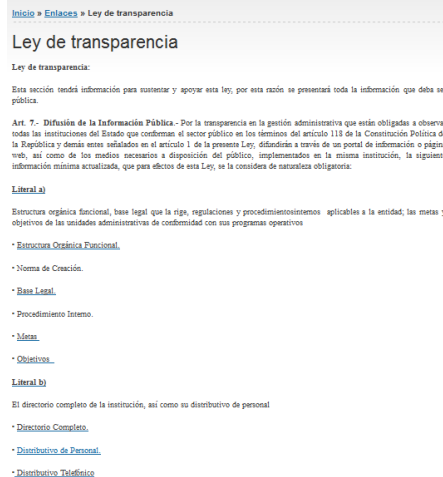 Inicio » Enlaces » Ley de transparencia
Ley de transparencia
Ley de transparencia:
Esta sección tendrá información para sustentar y apoyar esta ley, por esta razón se presentará toda la información que deba se
pública.
Art. 7.- Difusión de la Información Pública.- Por la transparencia en la gestión administrativa que están obligadas a observa
todas las instituciones del Estado que conforman el sector público en los términos del artículo 118 de la Constitución Política de
la República y demás entes señalados en el artículo 1 de la presente Ley, difundirán a través de un portal de información o página
web, así como de los medios necesarios a disposición del público, implementados en la misma institución, la siguiente
información mínima actualizada, que para efectos de esta Ley, se la considera de naturaleza obligatoria:
Literal a)
Estructura orgánica funcional, base legal que la rige, regulaciones y procedimientosinternos aplicables a la entidad; las metas y
objetivos de las unidades administrativas de conformidad con sus programas operativos
· Estructura Orgánica Funcional.
· Norma de Creación.
· Base Legal.
· Procedimiento Interno.
· Metas
· Objetivos
Literal b)
El directorio completo de la institución, así como su distributivo de personal
· Directorio Completo.
· Distributivo de Personal.
· Distributivo Telefónico